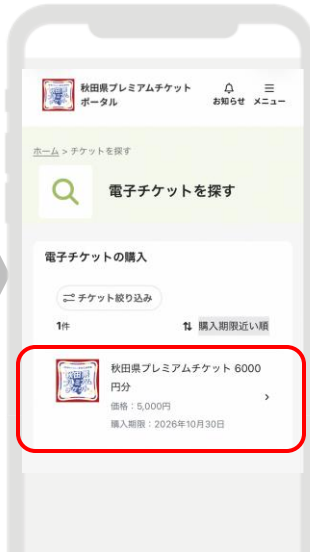 秋田県プレミアムチケット
ポータル
お知らせ メニュー
ホーム > チケットを探す
電子チケットを探す
電子チケットの購入
チケット絞り込み
1件
購入期限近い順
秋田県プレミアムチケット 6000
円分
価格：5,000円
購入期限：2026年10月30日